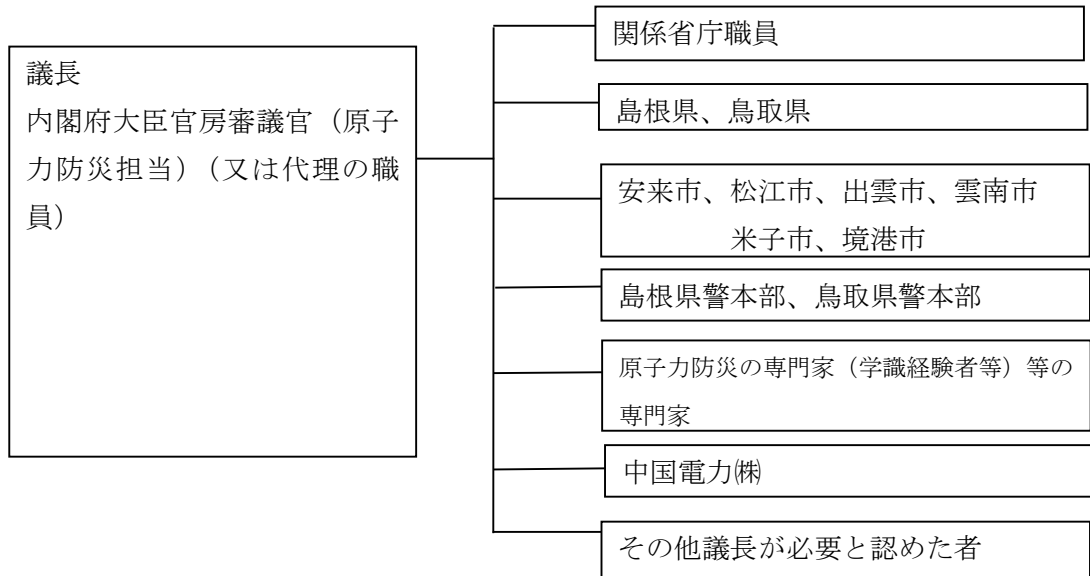 議長
内閣府大臣官房審議官（原子
力防災担当）（又は代理の職
員）
関係省庁職員
島根県、鳥取県
安来市、松江市、出雲市、雲南市
米子市、境港市
島根県警本部、鳥取県警本部
原子力防災の専門家（学識経験者等）等の
専門家
中国電力㈱
その他議長が必要と認めた者